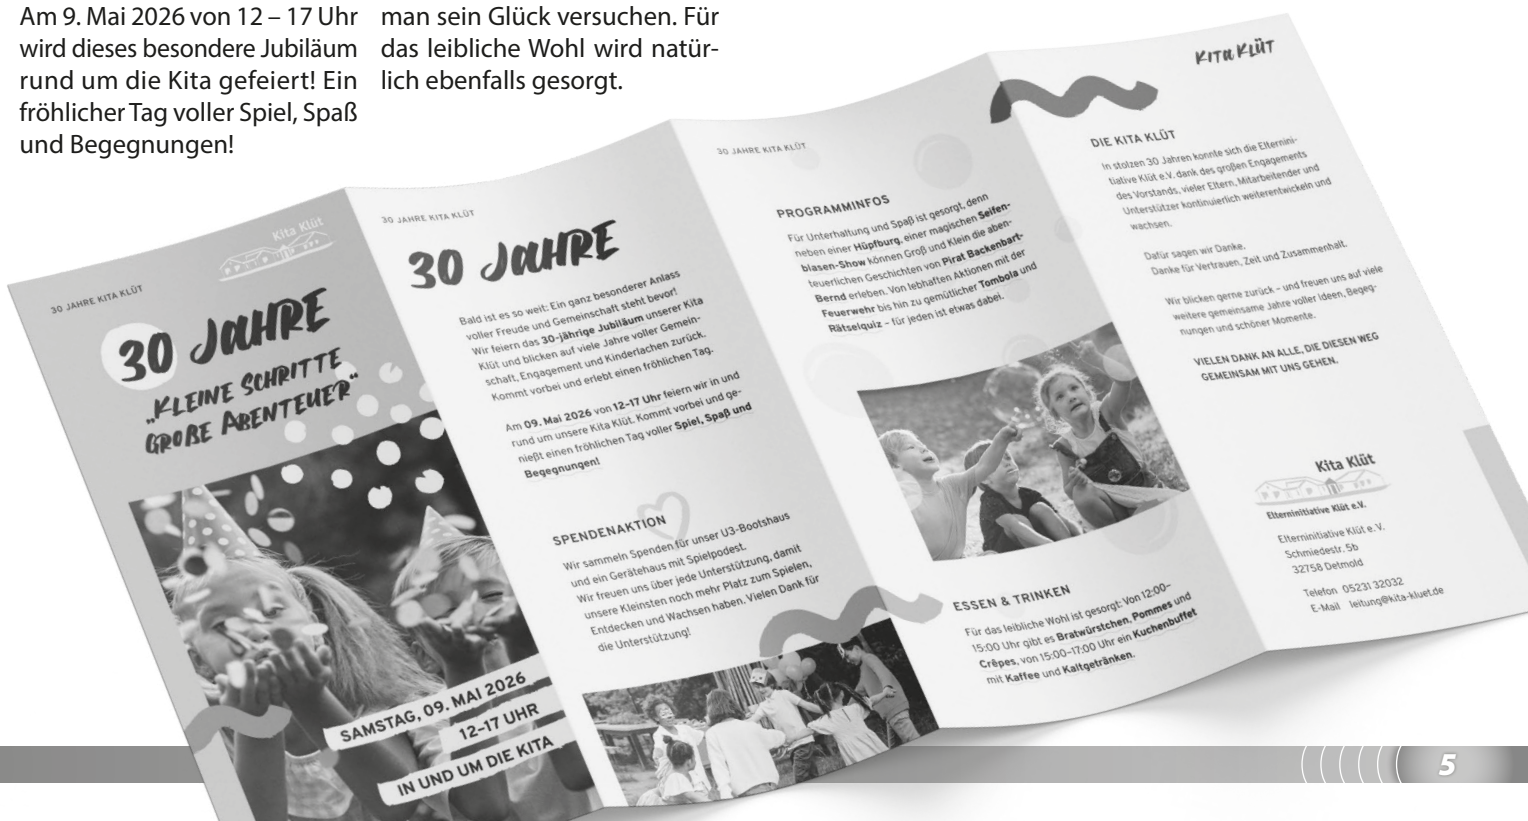 Am 9. Mai 2026 von 12 – 17 Uhr
wird dieses besondere Jubiläum
rund um die Kita gefeiert! Ein
fröhlicher Tag voller Spiel, Spaß
und Begegnungen!
man sein Glück versuchen. Für
das leibliche Wohl wird natür-
lich ebenfalls gesorgt.
30 JAHRE KITA KLÜT
Kita Klüt
30 JAHRE
„KLEINE SCHRITTE
GROßE ABENTEUER“
SAMSTAG, 09. MAI 2026
12–17 UHR
IN UND UM DIE KITA
30 JAHRE KITA KLÜT
30 JAHRE
Bald ist es so weit: Ein ganz besonderer Anlass
voller Freude und Gemeinschaft steht bevor!
Wir feiern das 30-jährige Jubiläum unserer Kita
Klüt und blicken auf viele Jahre voller Gemein-
schaft, Engagement und Kinderlachen zurück.
Kommt vorbei und erlebt einen fröhlichen Tag.
Am 09. Mai 2026 von 12–17 Uhr feiern wir in und
rund um unsere Kita Klüt. Kommt vorbei und ge-
nießt einen fröhlichen Tag voller Spiel, Spaß und
Begegnungen!
SPENDENAKTION
Wir sammeln Spenden für unser U3-Bootshaus
und ein Gerätehaus mit Spielpodest.
Wir freuen uns über jede Unterstützung, damit
unsere Kleinsten noch mehr Platz zum Spielen,
Entdecken und Wachsen haben. Vielen Dank für
die Unterstützung!
30 JAHRE KITA KLÜT
PROGRAMMINFOS
Für Unterhaltung und Spaß ist gesorgt, denn
neben einer Hüpfburg, einer magischen Seifen-
blasen-Show können Groß und Klein die aben-
teuerlichen Geschichten von Pirat Backenbart-
Bernd erleben. Von lebhaften Aktionen mit der
Feuerwehr bis hin zu gemütlicher Tombola und
Rätselquiz – für jeden ist etwas dabei.
ESSEN & TRINKEN
Für das leibliche Wohl ist gesorgt: Von 12:00–
15:00 Uhr gibt es Bratwürstchen, Pommes und
Crêpes, von 15:00–17:00 Uhr ein Kuchenbuffet
mit Kaffee und Kaltgetränken.
KITA KLÜT
DIE KITA KLÜT
In stolzen 30 Jahren konnte sich die Elternini-
tiative Klüt e.V. dank des großen Engagements
des Vorstands, vieler Eltern, Mitarbeitender und
Unterstützer kontinuierlich weiterentwickeln und
wachsen.
Dafür sagen wir Danke.
Danke für Vertrauen, Zeit und Zusammenhalt.
Wir blicken gerne zurück – und freuen uns auf viele
weitere gemeinsame Jahre voller Ideen, Begeg-
nungen und schöner Momente.
VIELEN DANK AN ALLE, DIE DIESEN WEG
GEMEINSAM MIT UNS GEHEN.
Kita Klüt
Elterninitiative Klüt e.V.
Elterninitiative Klüt e. V.
Schmiedestr. 5b
32758 Detmold
Telefon 05231.32032
E-Mail leitung@kita-kluet.de
5